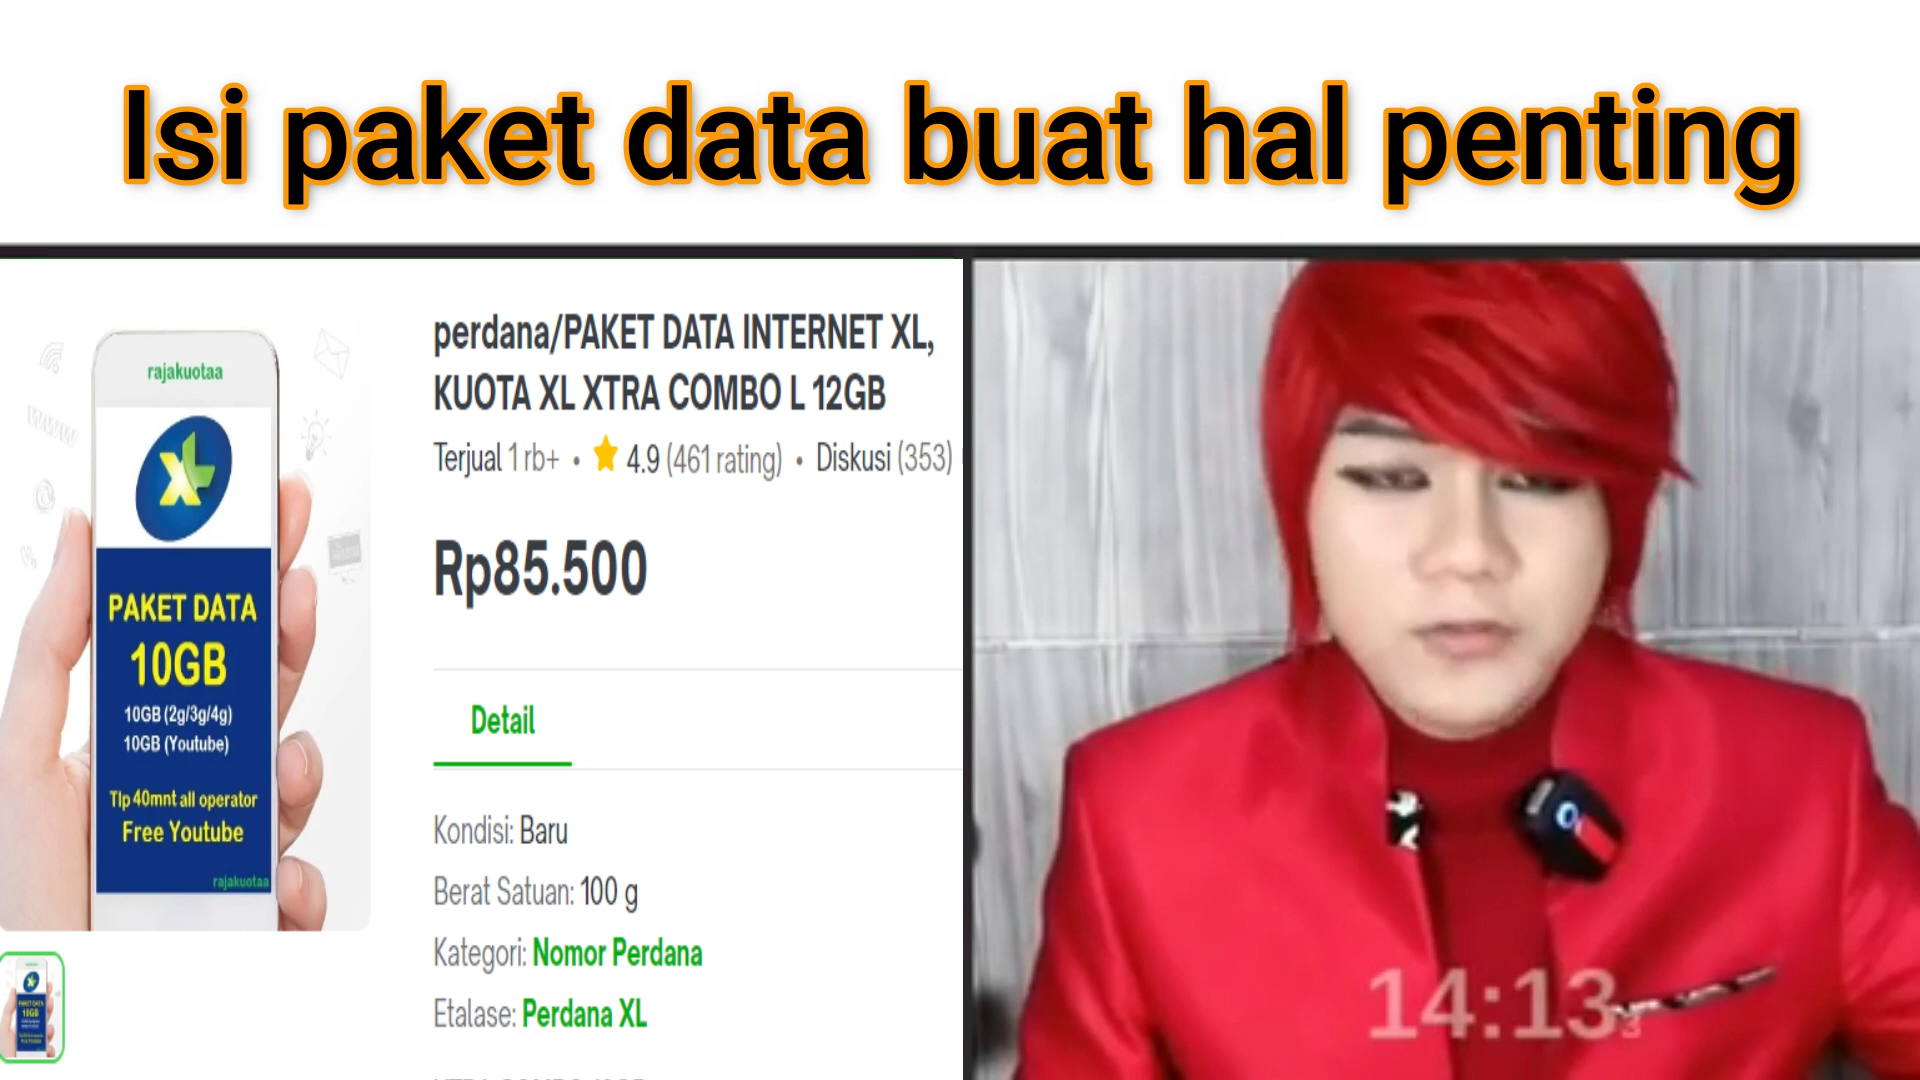 Isi paket data buat hal penting
rajakuotaa
XL
PAKET DATA
10GB
10GB (2g/3g/4g)
10GB (Youtube)
Tlp 40mnt all operator
Free Youtube
rajakuotaa
perdana/PAKET DATA INTERNET XL,
KUOTA XL XTRA COMBO L 12GB
Terjual 1 rb+ • 4.9 (461 rating) • Diskusi (353)
Rp85.500
Detail
Kondisi: Baru
Berat Satuan: 100 g
Kategori: Nomor Perdana
Etalase: Perdana XL
14:13